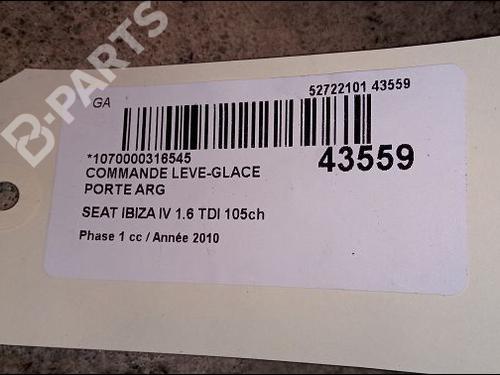 B-PARTS
GA
52722101 43559
*1070000316545
43559
COMMANDE LEVE-GLACE
PORTE ARG
SEAT IBIZA IV 1.6 TDI 105ch
Phase 1 cc / Année 2010